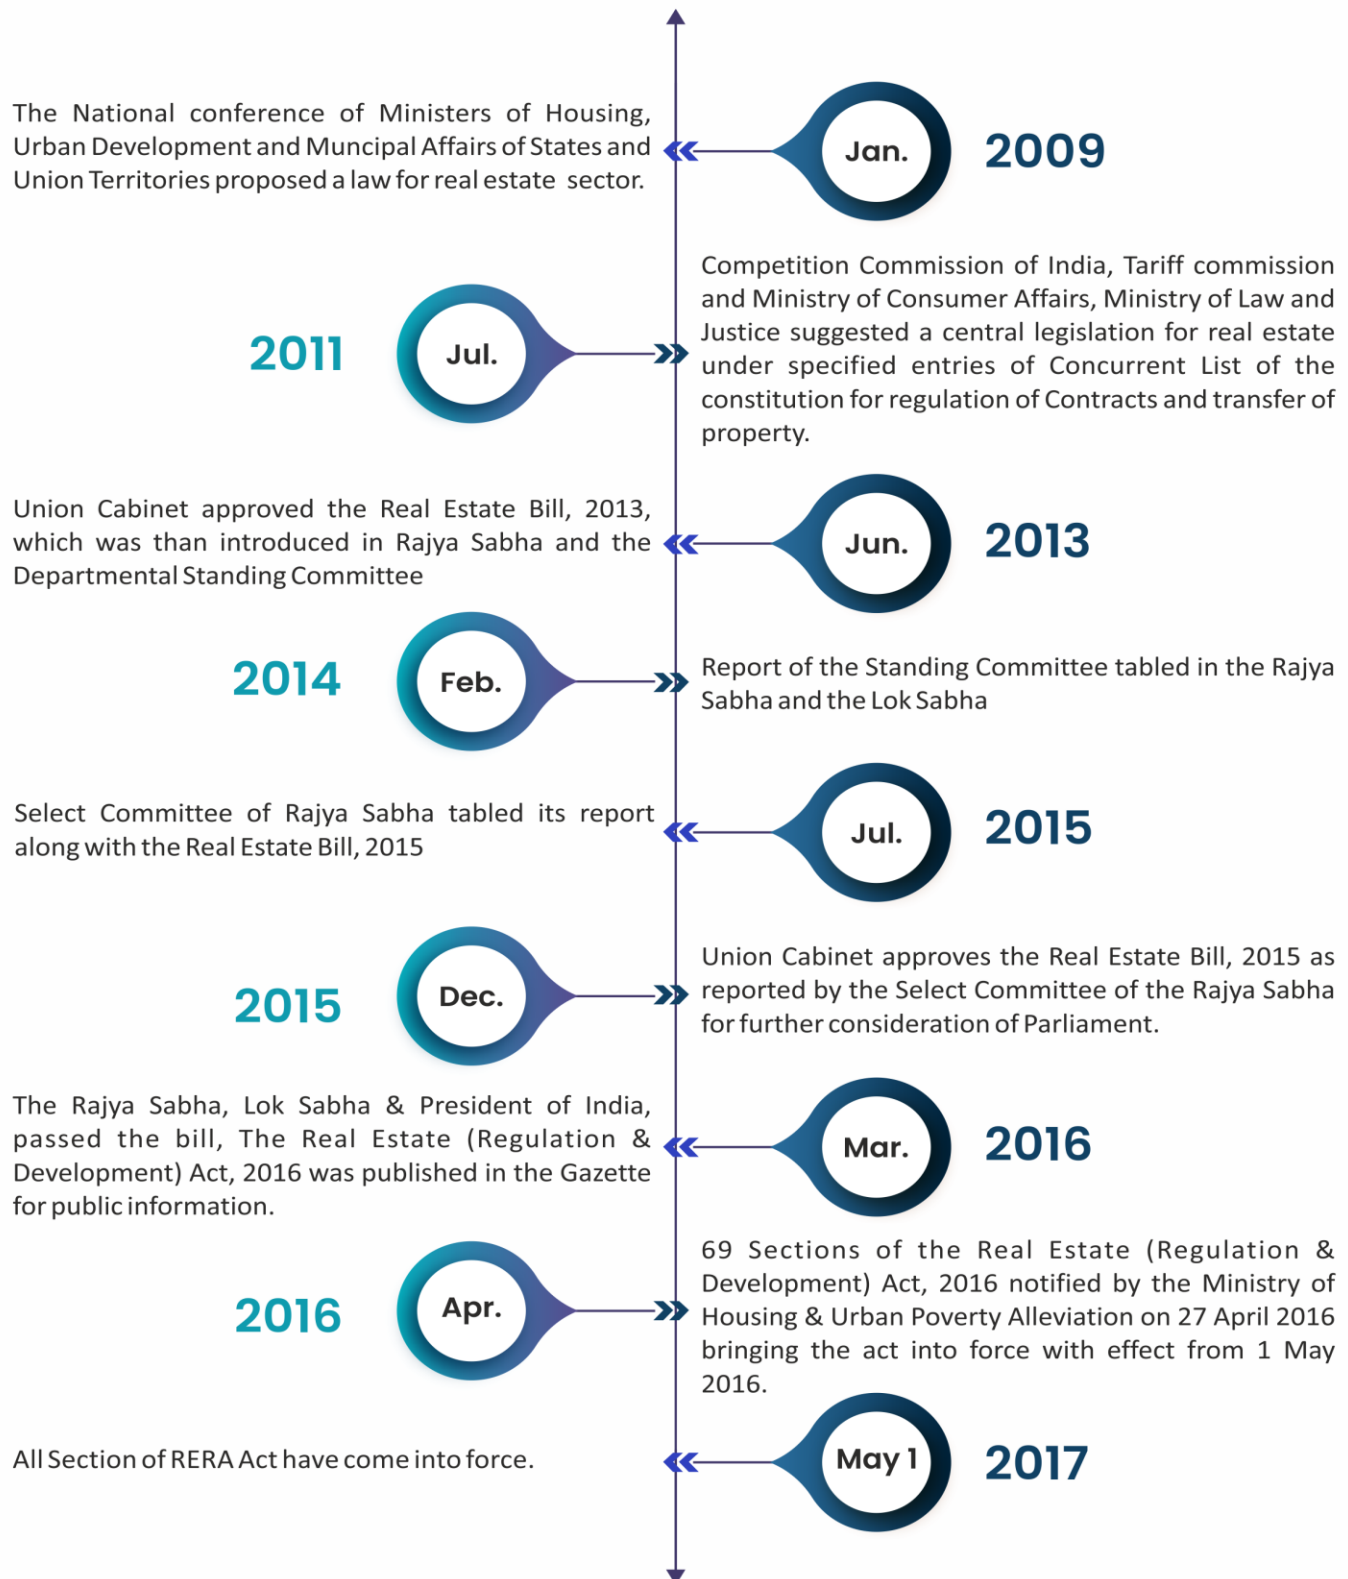 The National conference of Ministers of Housing,
Urban Development and Muncipal Affairs of States and
Union Territories proposed a law for real estate sector.
Jan.
2009
2011
Jul.
Competition Commission of India, Tariff commission
and Ministry of Consumer Affairs, Ministry of Law and
Justice suggested a central legislation for real estate
under specified entries of Concurrent List of the
constitution for regulation of Contracts and transfer of
property.
Union Cabinet approved the Real Estate Bill, 2013,
which was than introduced in Rajya Sabha and the
Departmental Standing Committee
Jun.
2013
2014
Feb.
Report of the Standing Committee tabled in the Rajya
Sabha and the Lok Sabha
Select Committee of Rajya Sabha tabled its report
along with the Real Estate Bill, 2015
Jul.
2015
2015
Dec.
Union Cabinet approves the Real Estate Bill, 2015 as
reported by the Select Committee of the Rajya Sabha
for further consideration of Parliament.
The Rajya Sabha, Lok Sabha & President of India,
passed the bill, The Real Estate (Regulation &
Development) Act, 2016 was published in the Gazette
for public information.
Mar.
2016
2016
Apr.
69 Sections of the Real Estate (Regulation &
Development) Act, 2016 notified by the Ministry of
Housing & Urban Poverty Alleviation on 27 April 2016
bringing the act into force with effect from 1 May
2016.
All Section of RERA Act have come into force.
May 1
2017